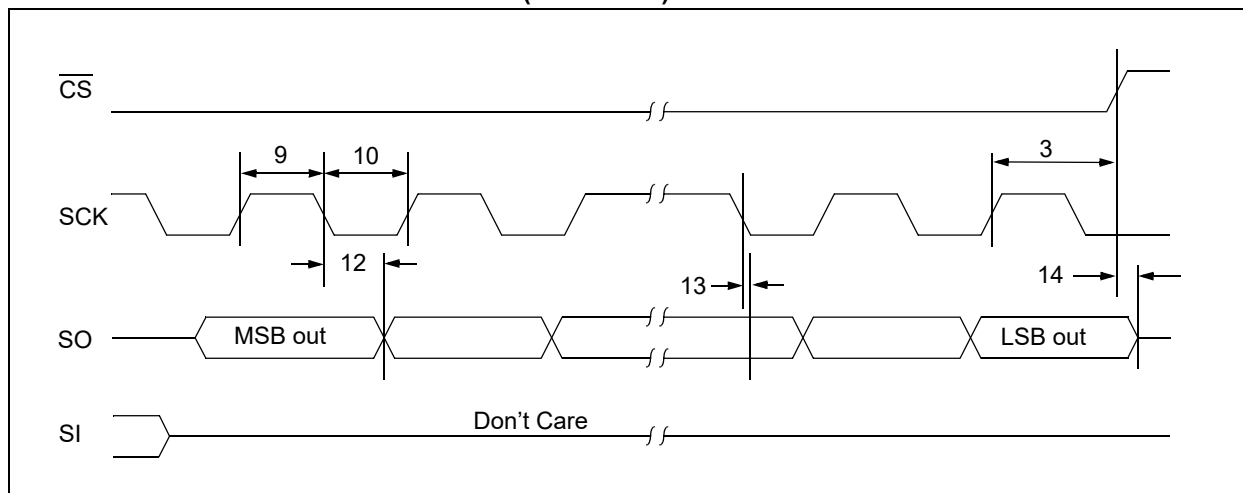 CS
9
10
3
SCK
12
13
14
SO
MSB out
LSB out
SI
Don't Care